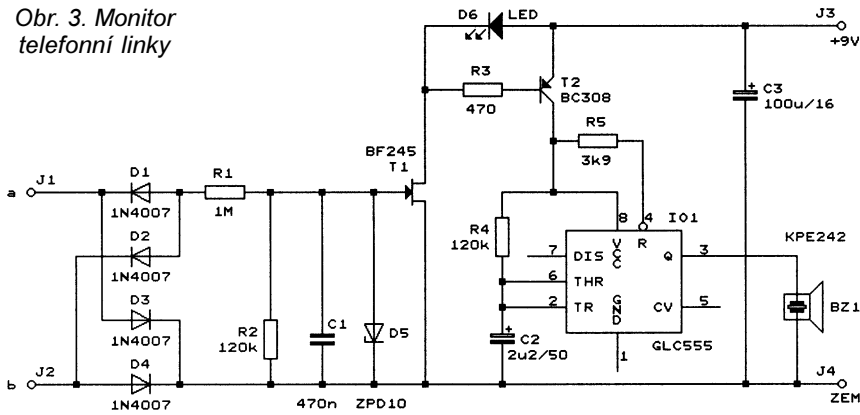 Obr. 3. Monitor
telefonní linky
D6 LED
J3
+9V
R3
470
T2
BC308
C3
100u/16
R5
3k9
BF245
T1
a J1
D1
1N4007
R1
1M
D2
1N4007
D3
1N4007
D4
1N4007
b J2
R2
120k
C1
470n
D5
ZPD10
R4
120k
C2
2u2/50
8 4 IO1
VCC R
7 DIS Q 3
6 THR
2 TR GND CV 5
1
GLC555
KPE242
BZ1
J4
ZEM